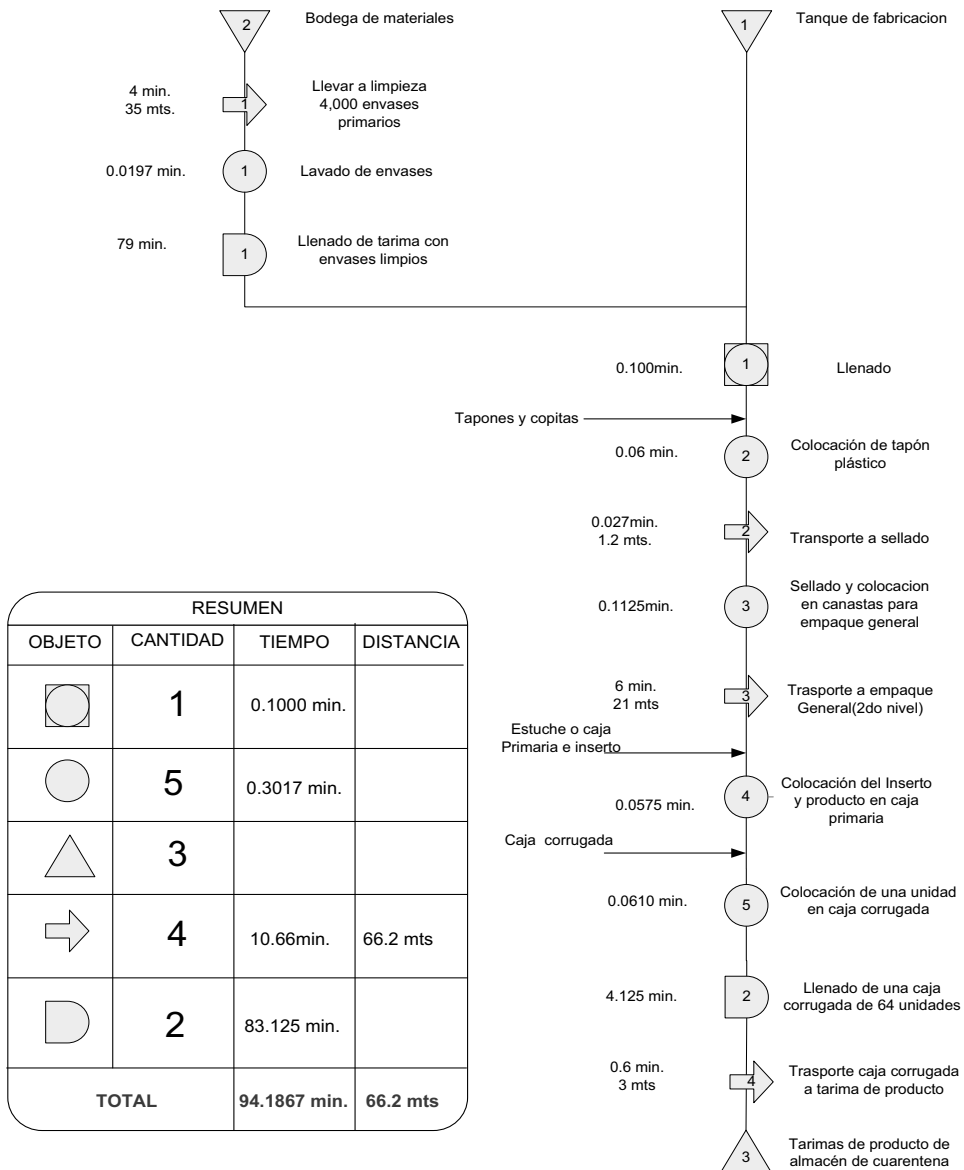 2
Bodega de materiales
4 min.
35 mts.
1
Llevar a limpieza
4,000 envases
primarios
0.0197 min.
1
Lavado de envases
79 min.
1
Llenado de tarima con
envases limpios
1
Tanque de fabricacion
0.100min.
1
Llenado
Tapones y copitas
0.06 min.
2
Colocación de tapón
plástico
0.027min.
1.2 mts.
2
Transporte a sellado
0.1125min.
3
Sellado y colocacion
en canastas para
empaque general
6 min.
21 mts
3
Trasporte a empaque
General(2do nivel)
Estuche o caja
Primaria e inserto
0.0575 min.
4
Colocación del Inserto
y producto en caja
primaria
Caja corrugada
0.0610 min.
5
Colocación de una unidad
en caja corrugada
4.125 min.
2
Llenado de una caja
corrugada de 64 unidades
0.6 min.
3 mts
4
Trasporte caja corrugada
a tarima de producto
3
Tarimas de producto de
almacén de cuarentena
RESUMEN
OBJETO CANTIDAD TIEMPO DISTANCIA
1 0.1000 min.
5 0.3017 min.
3
4 10.66min. 66.2 mts
2 83.125 min.
TOTAL 94.1867 min. 66.2 mts